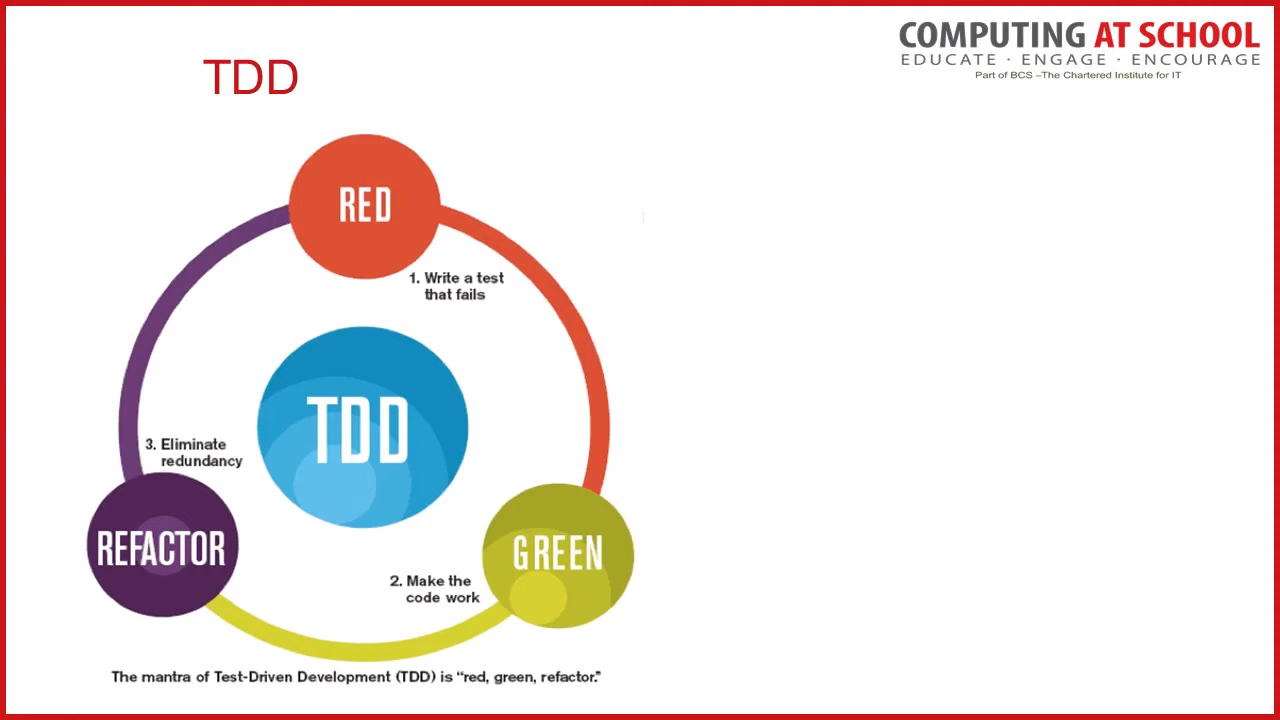 COMPUTING AT SCHOOL
EDUCATE · ENGAGE · ENCOURAGE
Part of BCS –The Chartered Institute for IT
TDD
RED
1. Write a test
that fails
TDD
3. Eliminate
redundancy
REFACTOR
GREEN
2. Make the
code work
The mantra of Test-Driven Development (TDD) is “red, green, refactor.”